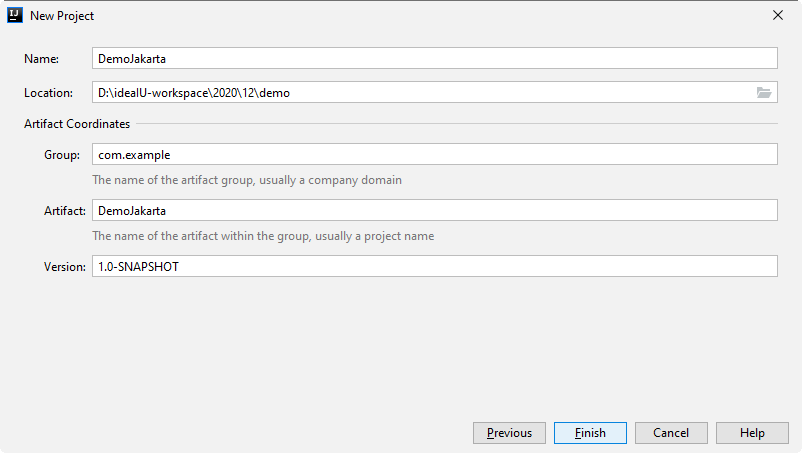 New Project
Name: DemoJakarta
Location: D:\idealU-workspace\2020\12\demo
Artifact Coordinates
Group: com.example
The name of the artifact group, usually a company domain
Artifact: DemoJakarta
The name of the artifact within the group, usually a project name
Version: 1.0-SNAPSHOT
Previous Finish Cancel Help